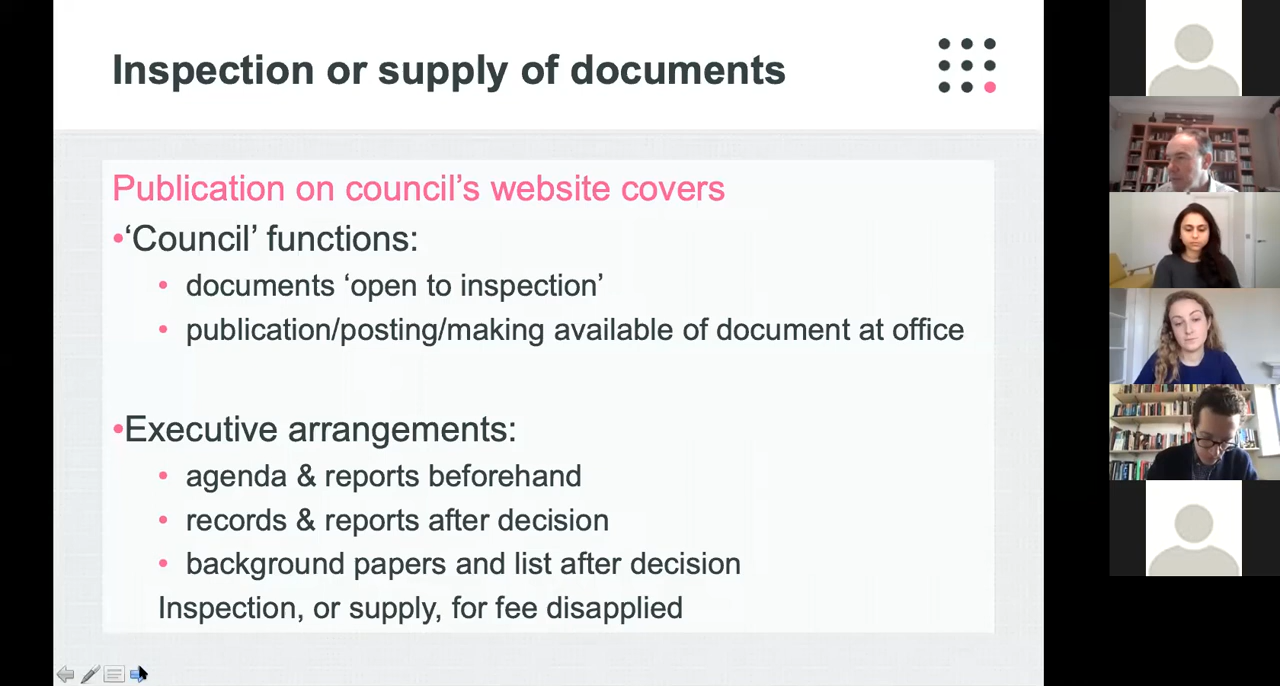 Inspection or supply of documents
Publication on council’s website covers
•‘Council’ functions:
• documents ‘open to inspection’
• publication/posting/making available of document at office
•Executive arrangements:
• agenda & reports beforehand
• records & reports after decision
• background papers and list after decision
Inspection, or supply, for fee disapplied